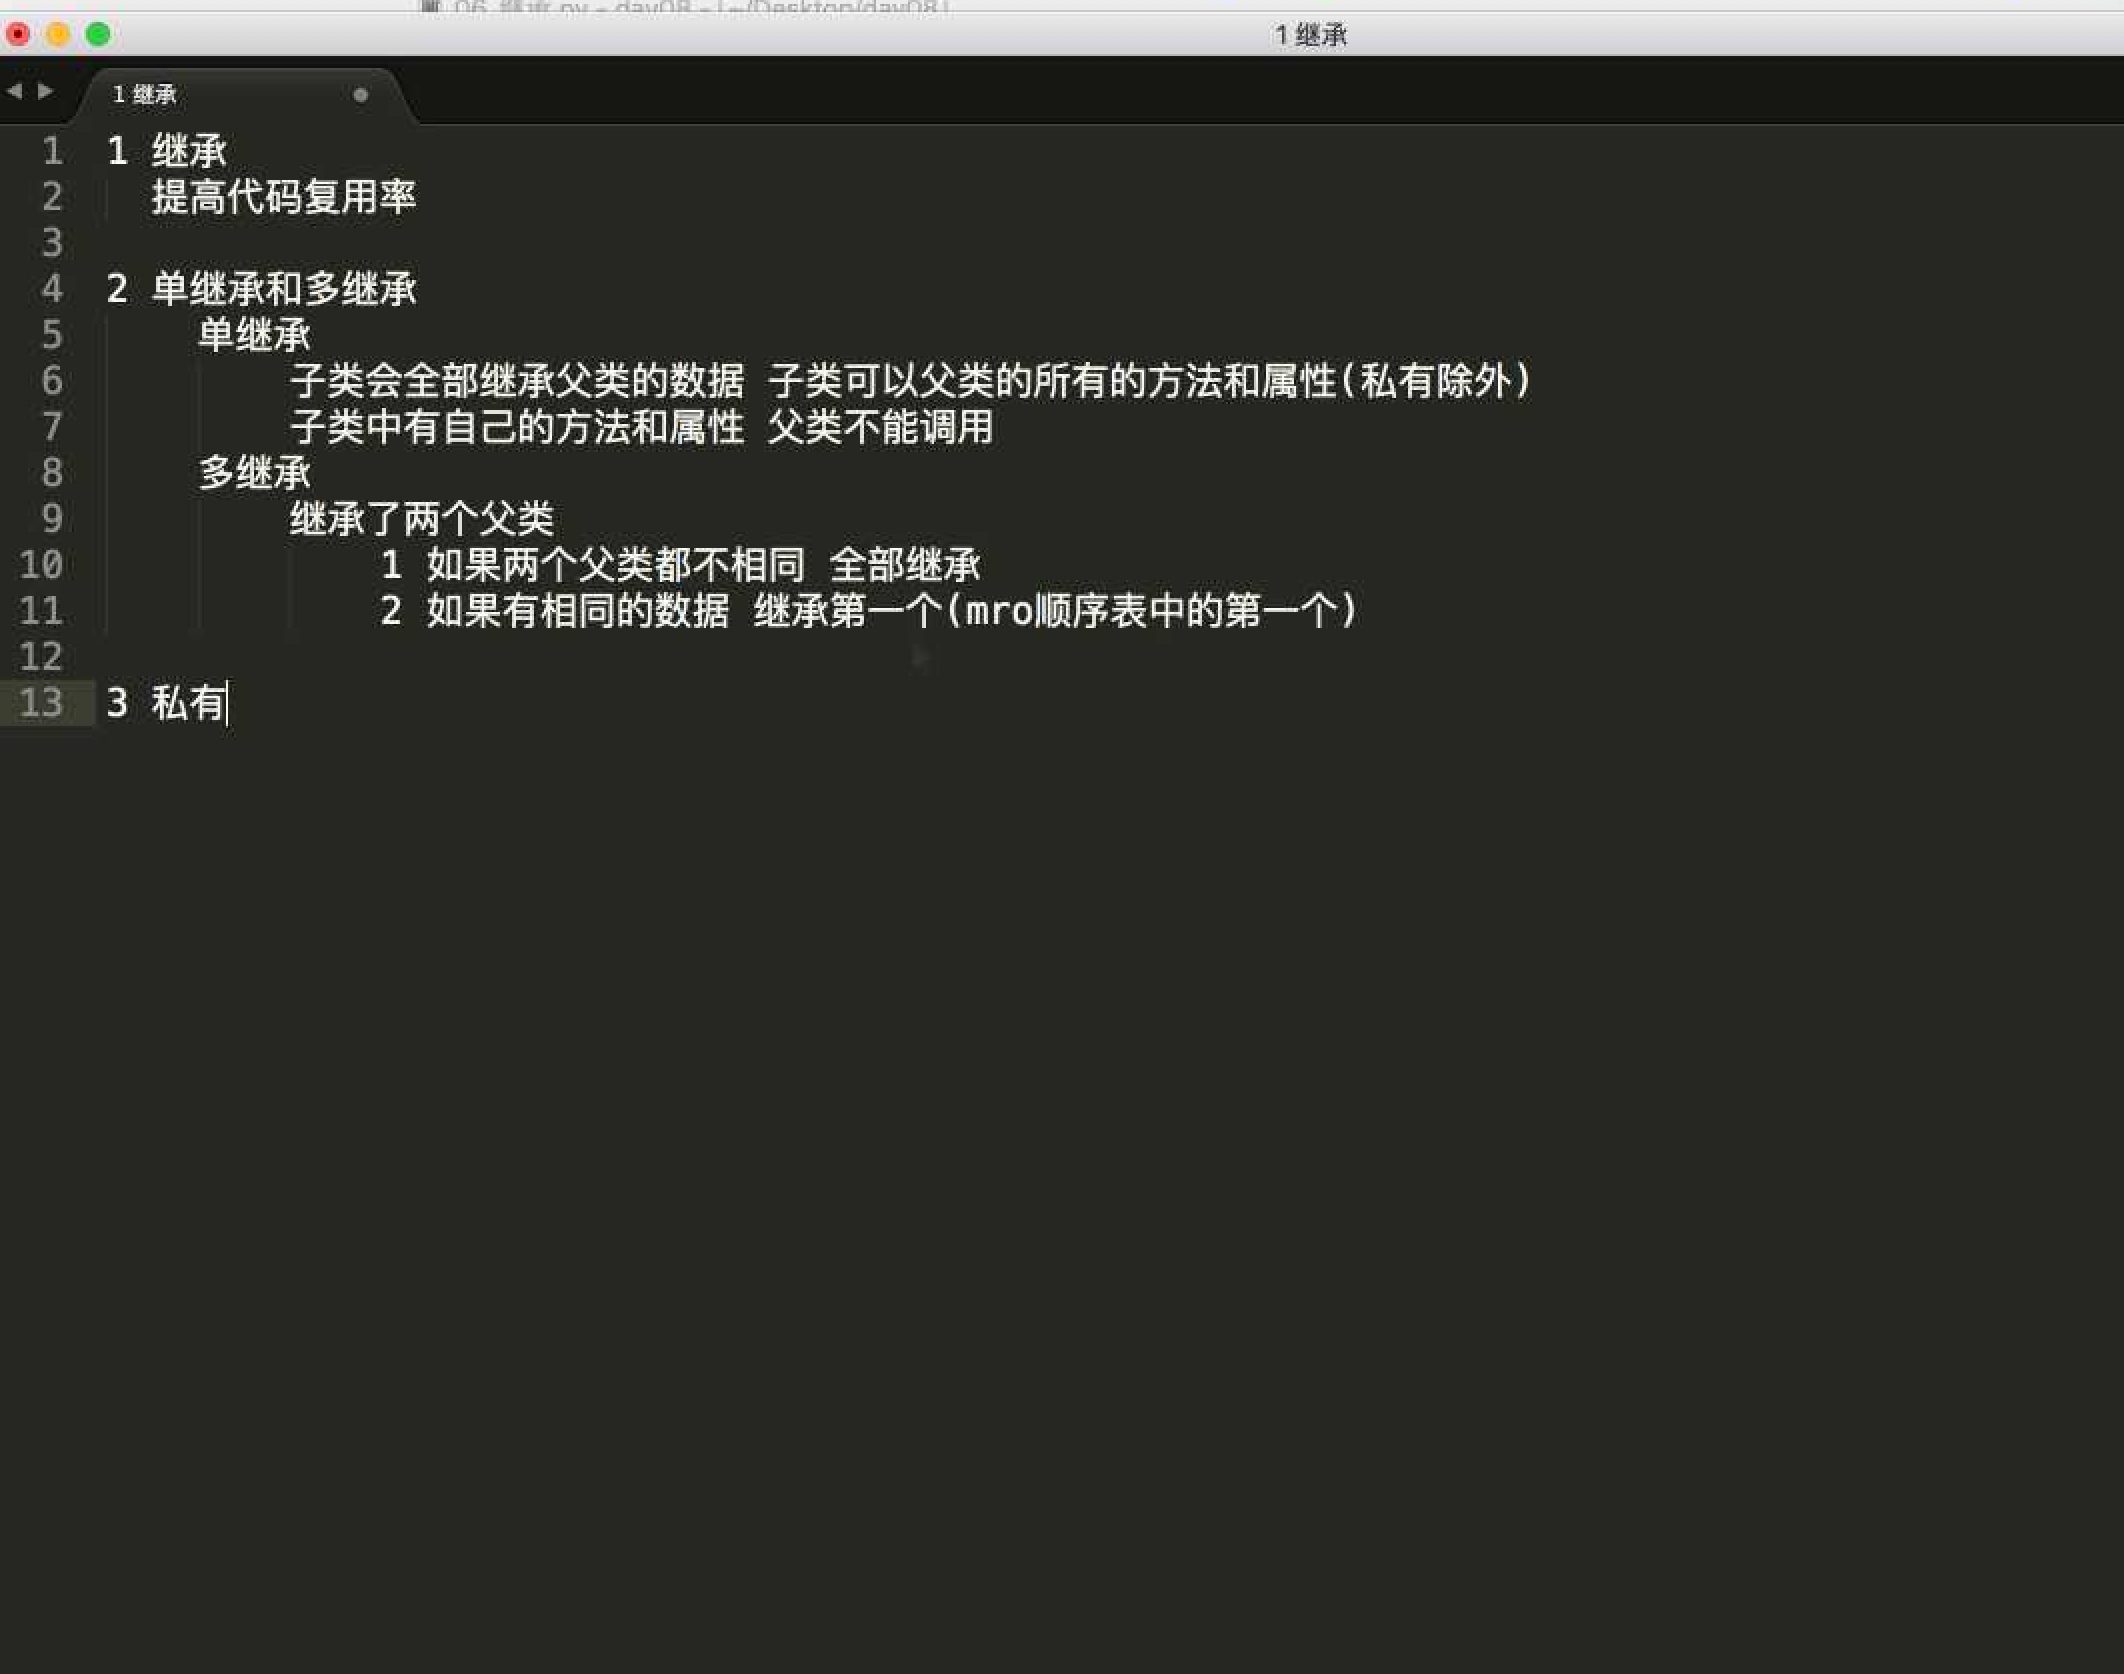 06 继承.py - day08 - [~/Desktop/day08]
1 继承
1 继承
1 1 继承
2 提高代码复用率
3
4 2 单继承和多继承
5 单继承
6 子类会全部继承父类的数据 子类可以父类的所有的方法和属性(私有除外)
7 子类中有自己的方法和属性 父类不能调用
8 多继承
9 继承了两个父类
10 1 如果两个父类都不相同 全部继承
11 2 如果有相同的数据 继承第一个(mro顺序表中的第一个)
12
13 3 私有